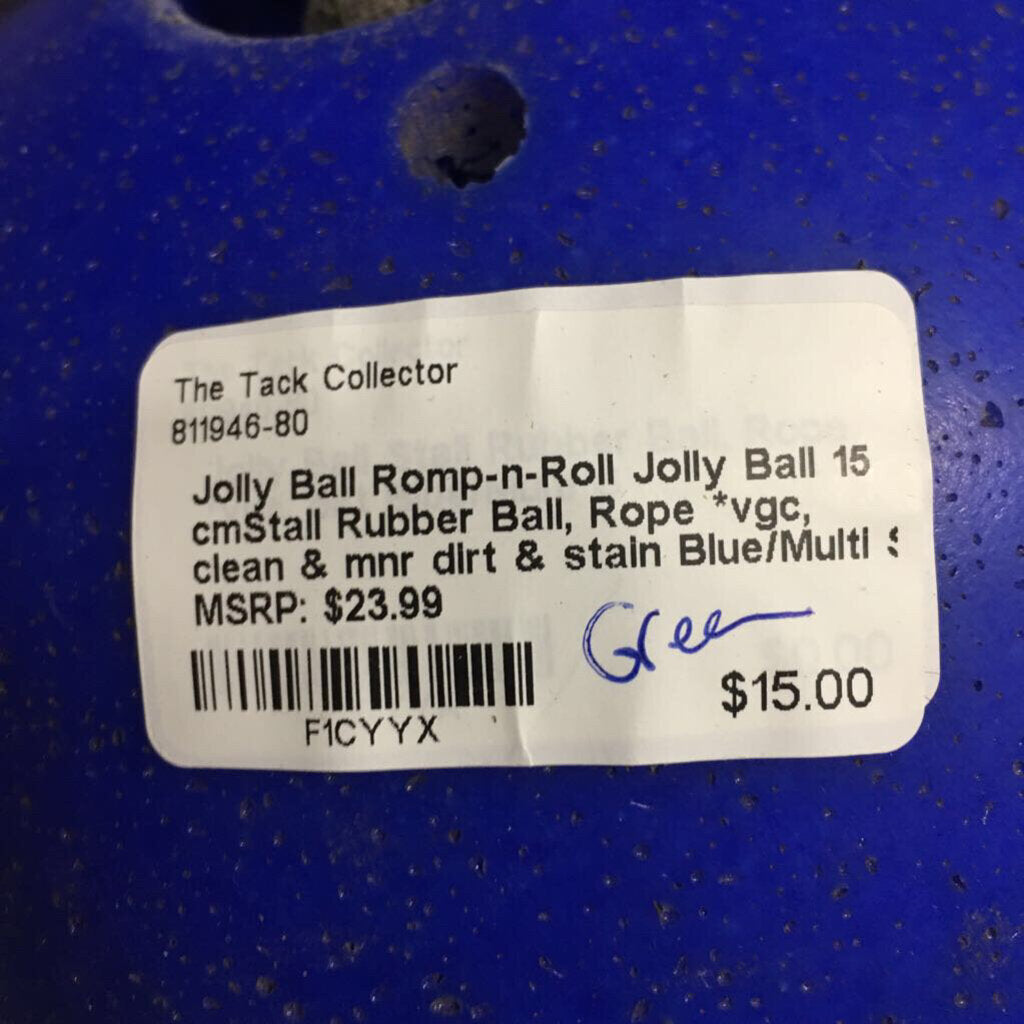 The Tack Collector
811946-80
Jolly Ball Romp-n-Roll Jolly Ball 15
cmStall Rubber Ball, Rope *vgc,
clean & mnr dirt & stain Blue/Multi
MSRP: $23.99
Green
$15.00
F1CYYX